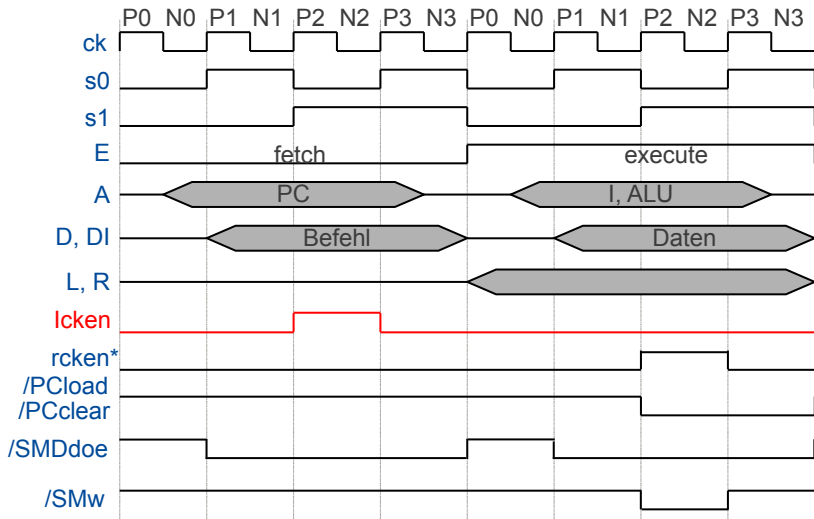 P0 N0 P1 N1 P2 N2 P3 N3 P0 N0 P1 N1 P2 N2 P3 N3
ck
s0
s1
E fetch execute
A PC I, ALU
D, DI Befehl Daten
L, R
Icken
rcken*
/PCload
/PCclear
/SMDdoe
/SMw